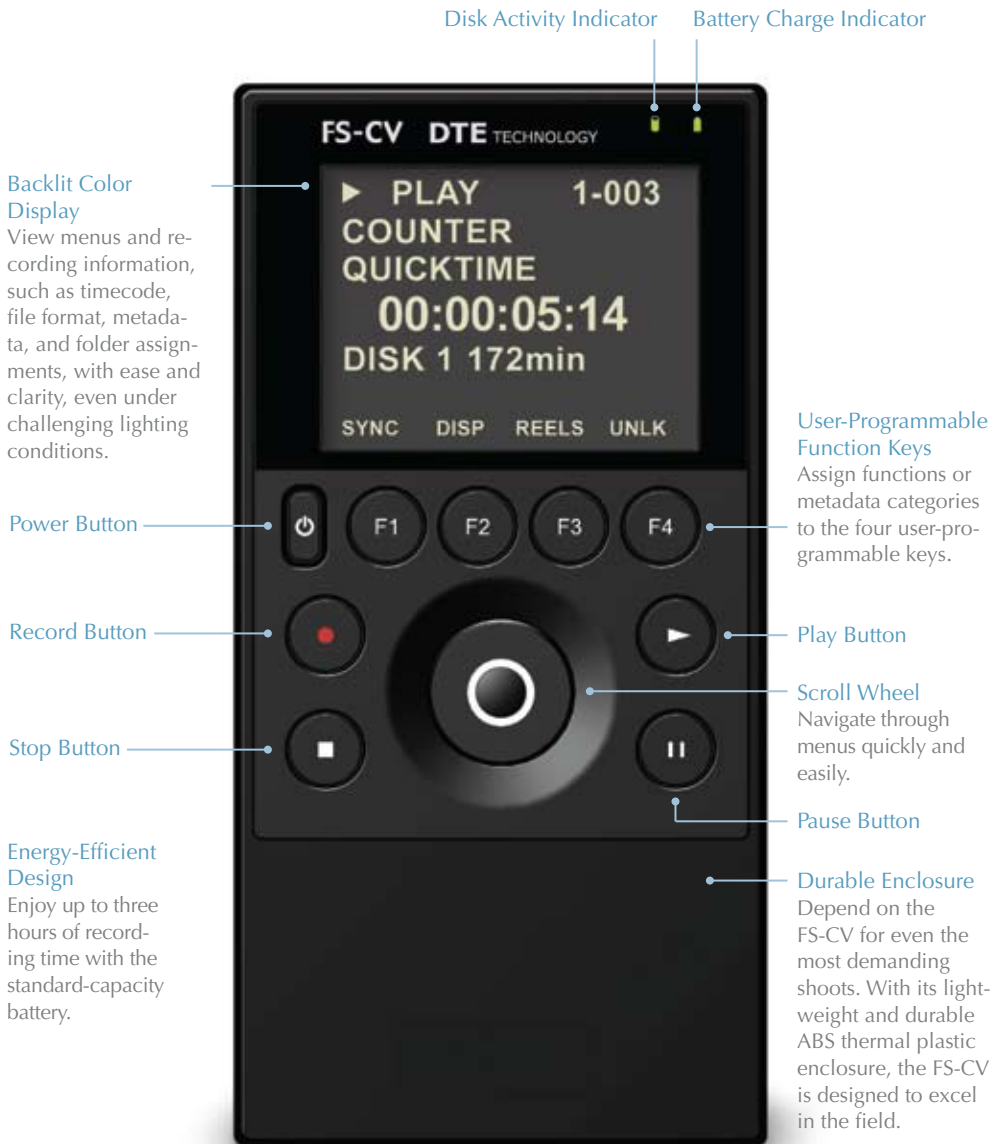 Disk Activity Indicator
Battery Charge Indicator
FS-CV DTE TECHNOLOGY
Backlit Color
Display
View menus and re-
cording information,
such as timecode,
file format, metada-
ta, and folder assign-
ments, with ease and
clarity, even under
challenging lighting
conditions.
▶ PLAY 1-003
COUNTER
QUICKTIME
00:00:05:14
DISK 1 172min
SYNC DISP REELS UNLK
User-Programmable
Function Keys
Assign functions or
metadata categories
to the four user-pro-
grammable keys.
Power Button
F1 F2 F3 F4
Record Button
Play Button
Scroll Wheel
Navigate through
menus quickly and
easily.
Stop Button
Pause Button
Energy-Efficient
Design
Enjoy up to three
hours of record-
ing time with the
standard-capacity
battery.
Durable Enclosure
Depend on the
FS-CV for even the
most demanding
shoots. With its light-
weight and durable
ABS thermal plastic
enclosure, the FS-CV
is designed to excel
in the field.